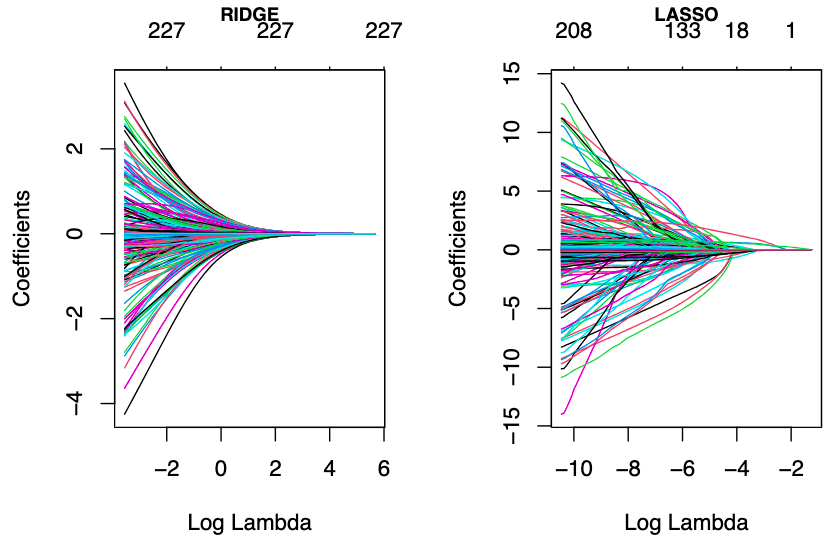 RIDGE
227 227 227
2
0
−2
−4
Coefficients
−2 0 2 4 6
Log Lambda
LASSO
208 133 18 1
15
10
5
0
−5
−10
−15
Coefficients
−10 −8 −6 −4 −2
Log Lambda